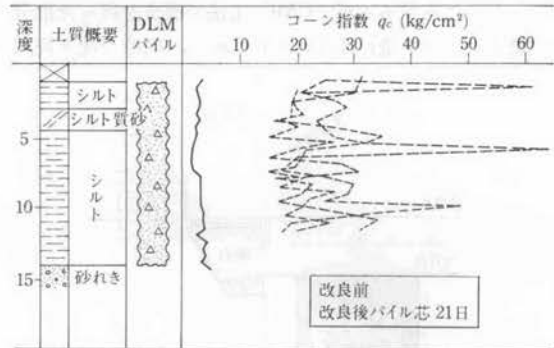 深度
土質概要
DLM
パイル
コーン指数 qc (kg/cm²)
10 20 30 40 50 60
シルト
シルト質砂
5
シルト
10
砂れき
15
改良前
改良後パイル芯 21日